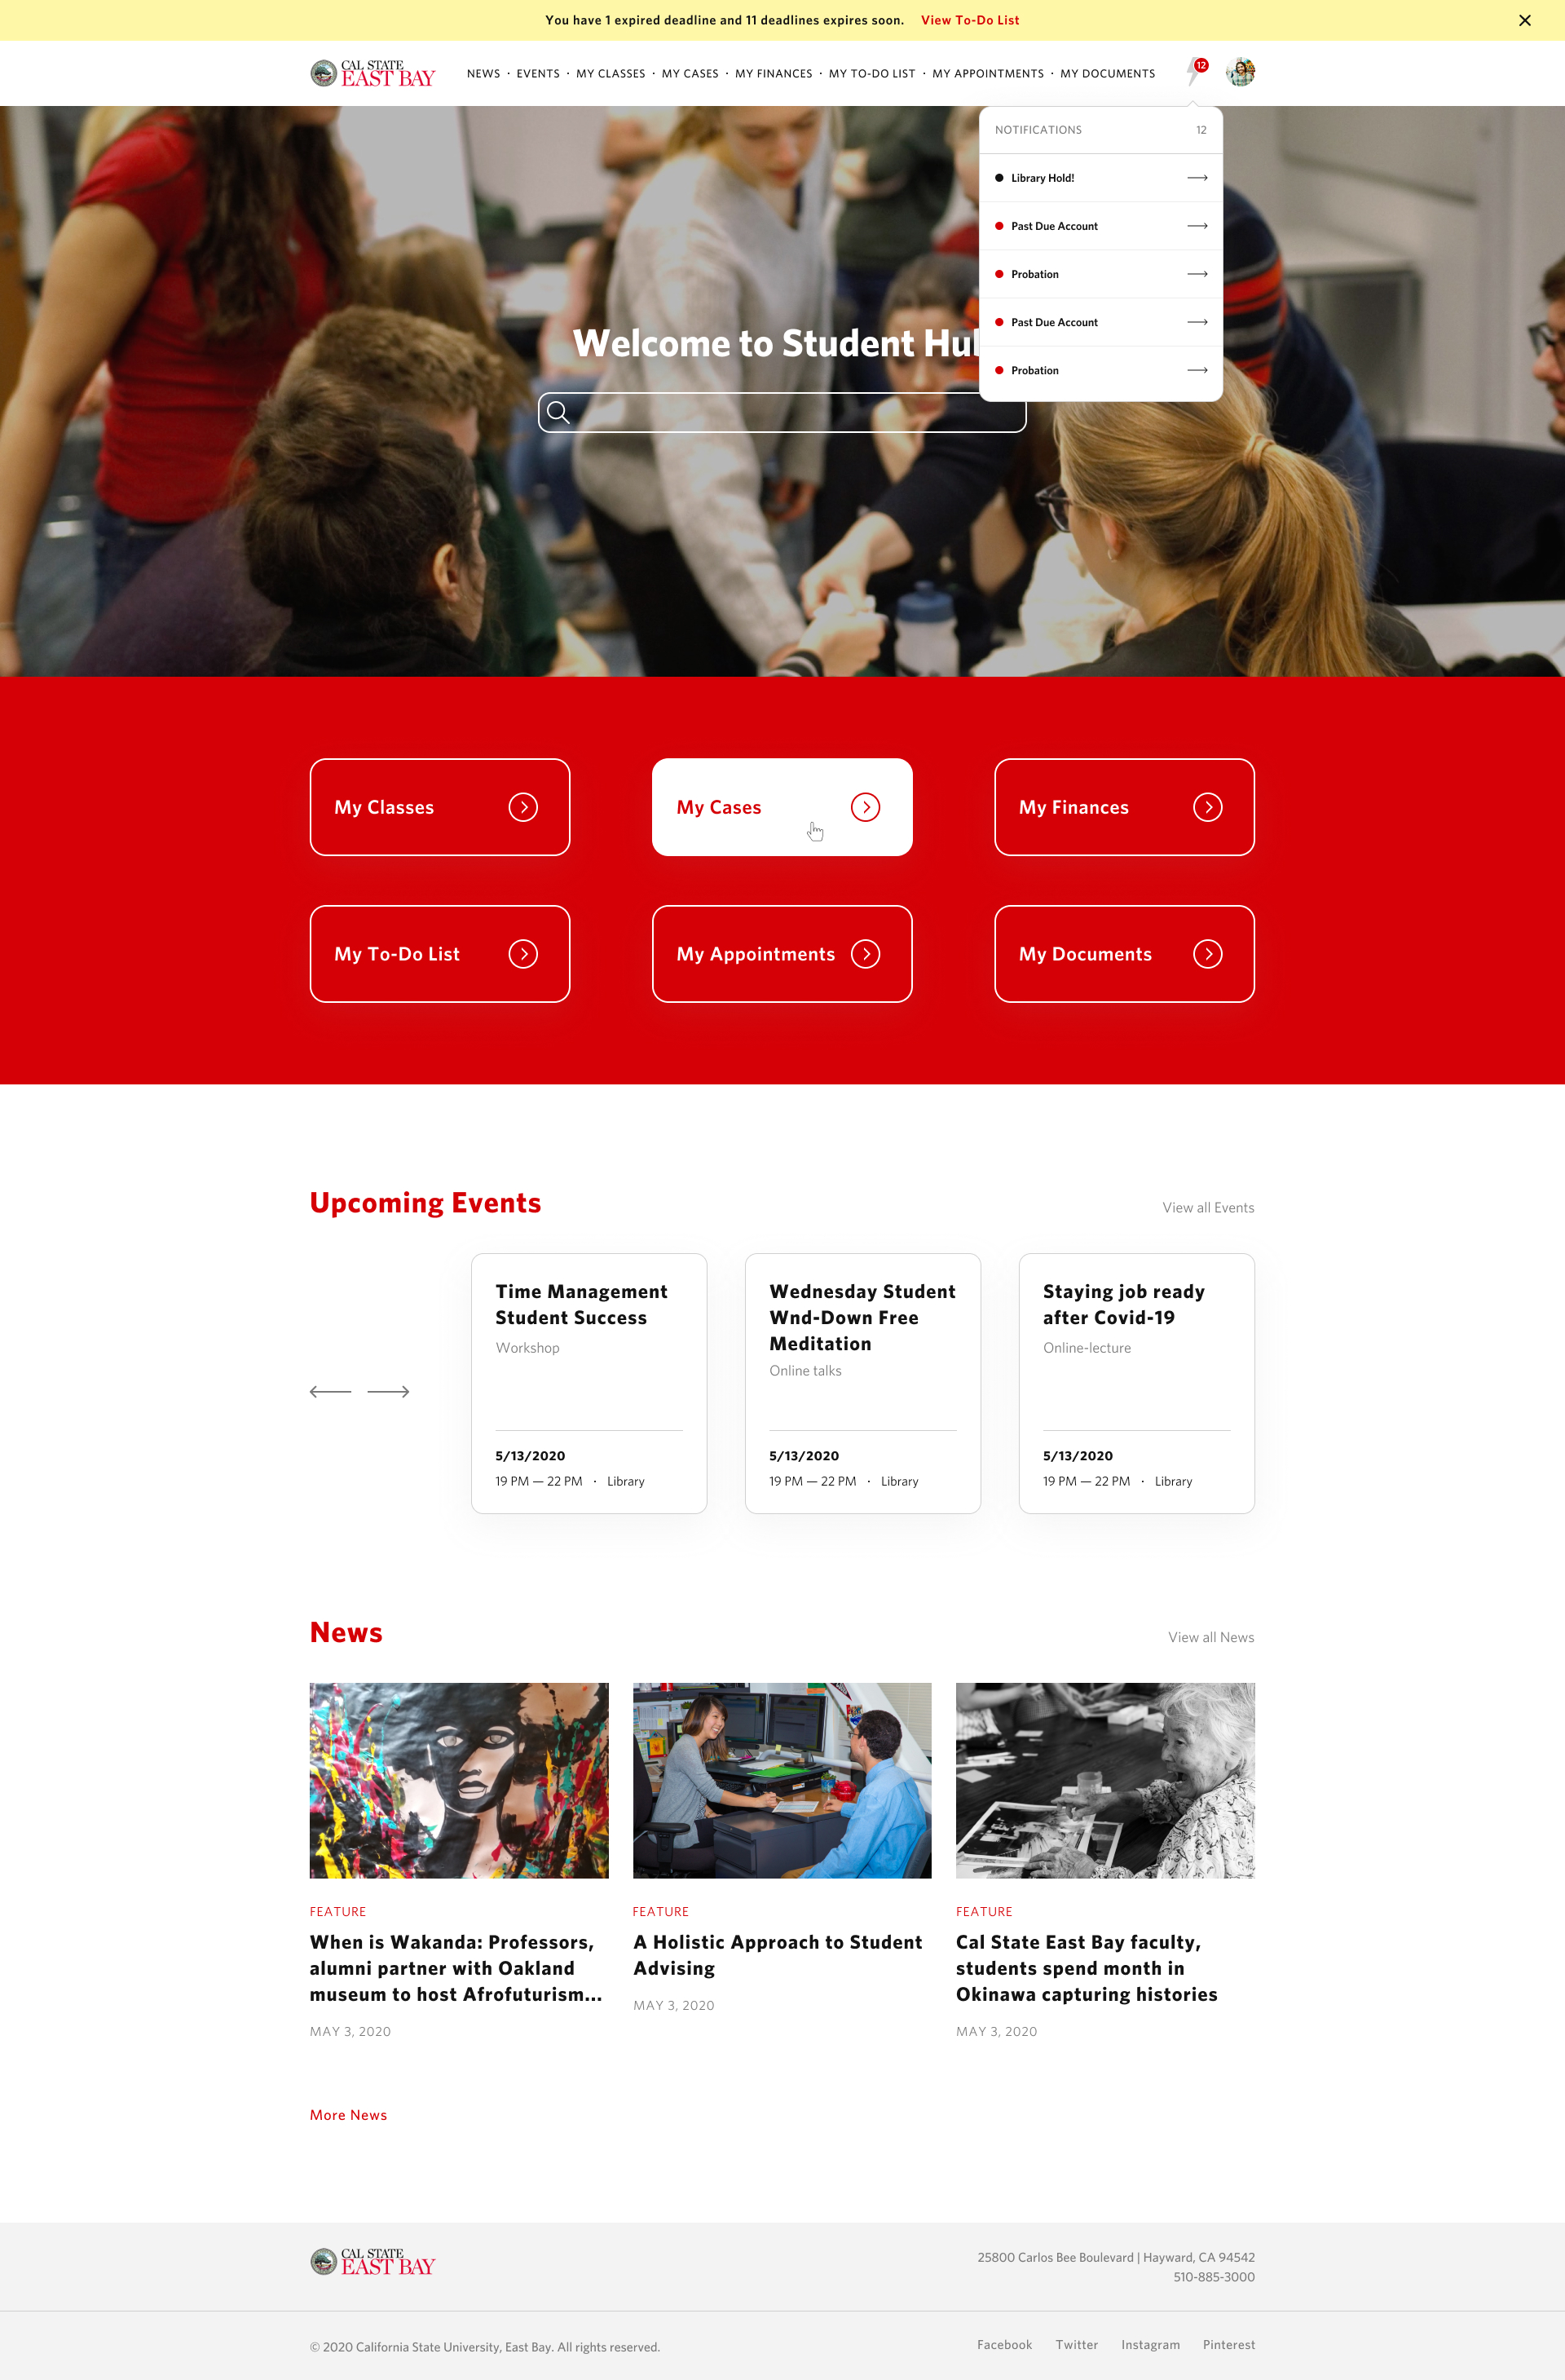 You have 1 expired deadline and 11 deadlines expires soon. View To-Do List
CAL STATE
EAST BAY
NEWS · EVENTS · MY CLASSES · MY CASES · MY FINANCES · MY TO-DO LIST · MY APPOINTMENTS · MY DOCUMENTS
12
NOTIFICATIONS 12
Library Hold!
Past Due Account
Probation
Past Due Account
Probation
Welcome to Student Hu
My Classes
My Cases
My Finances
My To-Do List
My Appointments
My Documents
Upcoming Events
View all Events
Time Management
Student Success
Workshop
5/13/2020
19 PM — 22 PM · Library
Wednesday Student
Wnd-Down Free
Meditation
Online talks
5/13/2020
19 PM — 22 PM · Library
Staying job ready
after Covid-19
Online-lecture
5/13/2020
19 PM — 22 PM · Library
News
View all News
FEATURE
When is Wakanda: Professors,
alumni partner with Oakland
museum to host Afrofuturism...
MAY 3, 2020
FEATURE
A Holistic Approach to Student
Advising
MAY 3, 2020
FEATURE
Cal State East Bay faculty,
students spend month in
Okinawa capturing histories
MAY 3, 2020
More News
CAL STATE
EAST BAY
25800 Carlos Bee Boulevard | Hayward, CA 94542
510-885-3000
© 2020 California State University, East Bay. All rights reserved.
Facebook Twitter Instagram Pinterest